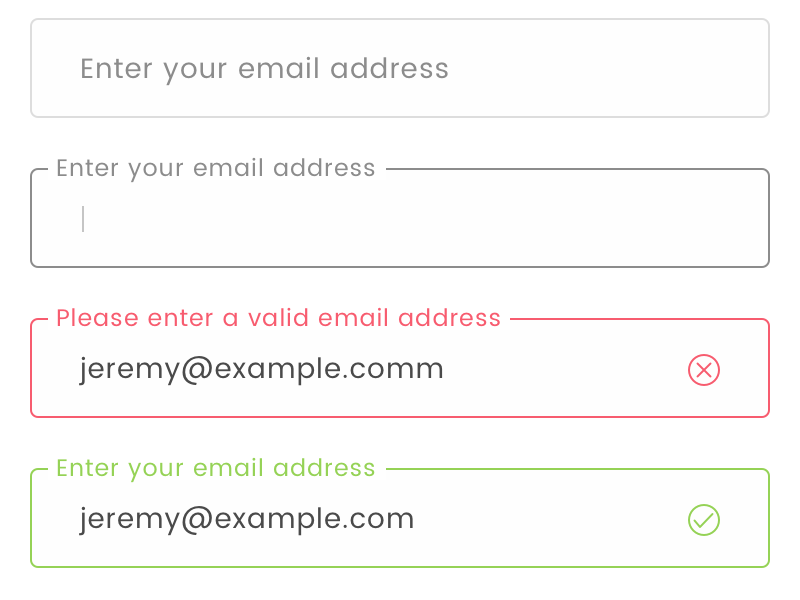 Enter your email address
Enter your email address
Please enter a valid email address
jeremy@example.comm
Enter your email address
jeremy@example.com